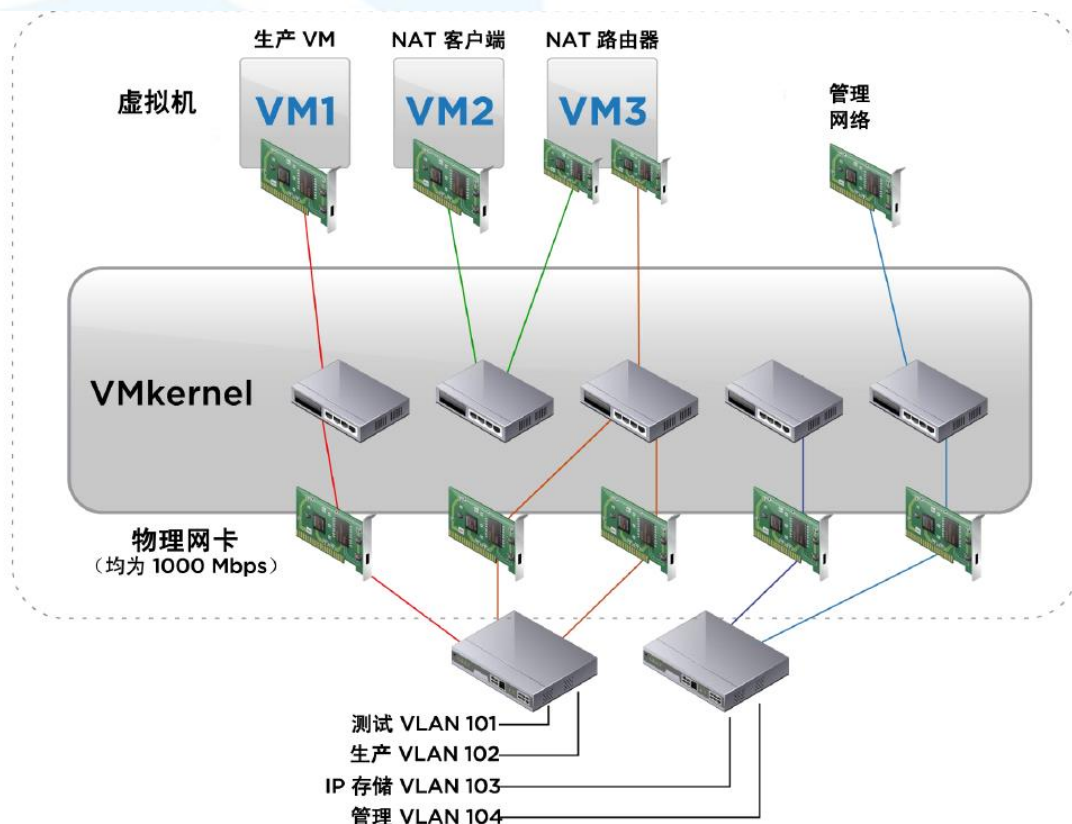 生产 VM
NAT 客户端
NAT 路由器
虚拟机
VM1
VM2
VM3
管理
网络
VMkernel
物理网卡
（均为 1000 Mbps）
测试 VLAN 101
生产 VLAN 102
IP 存储 VLAN 103
管理 VLAN 104